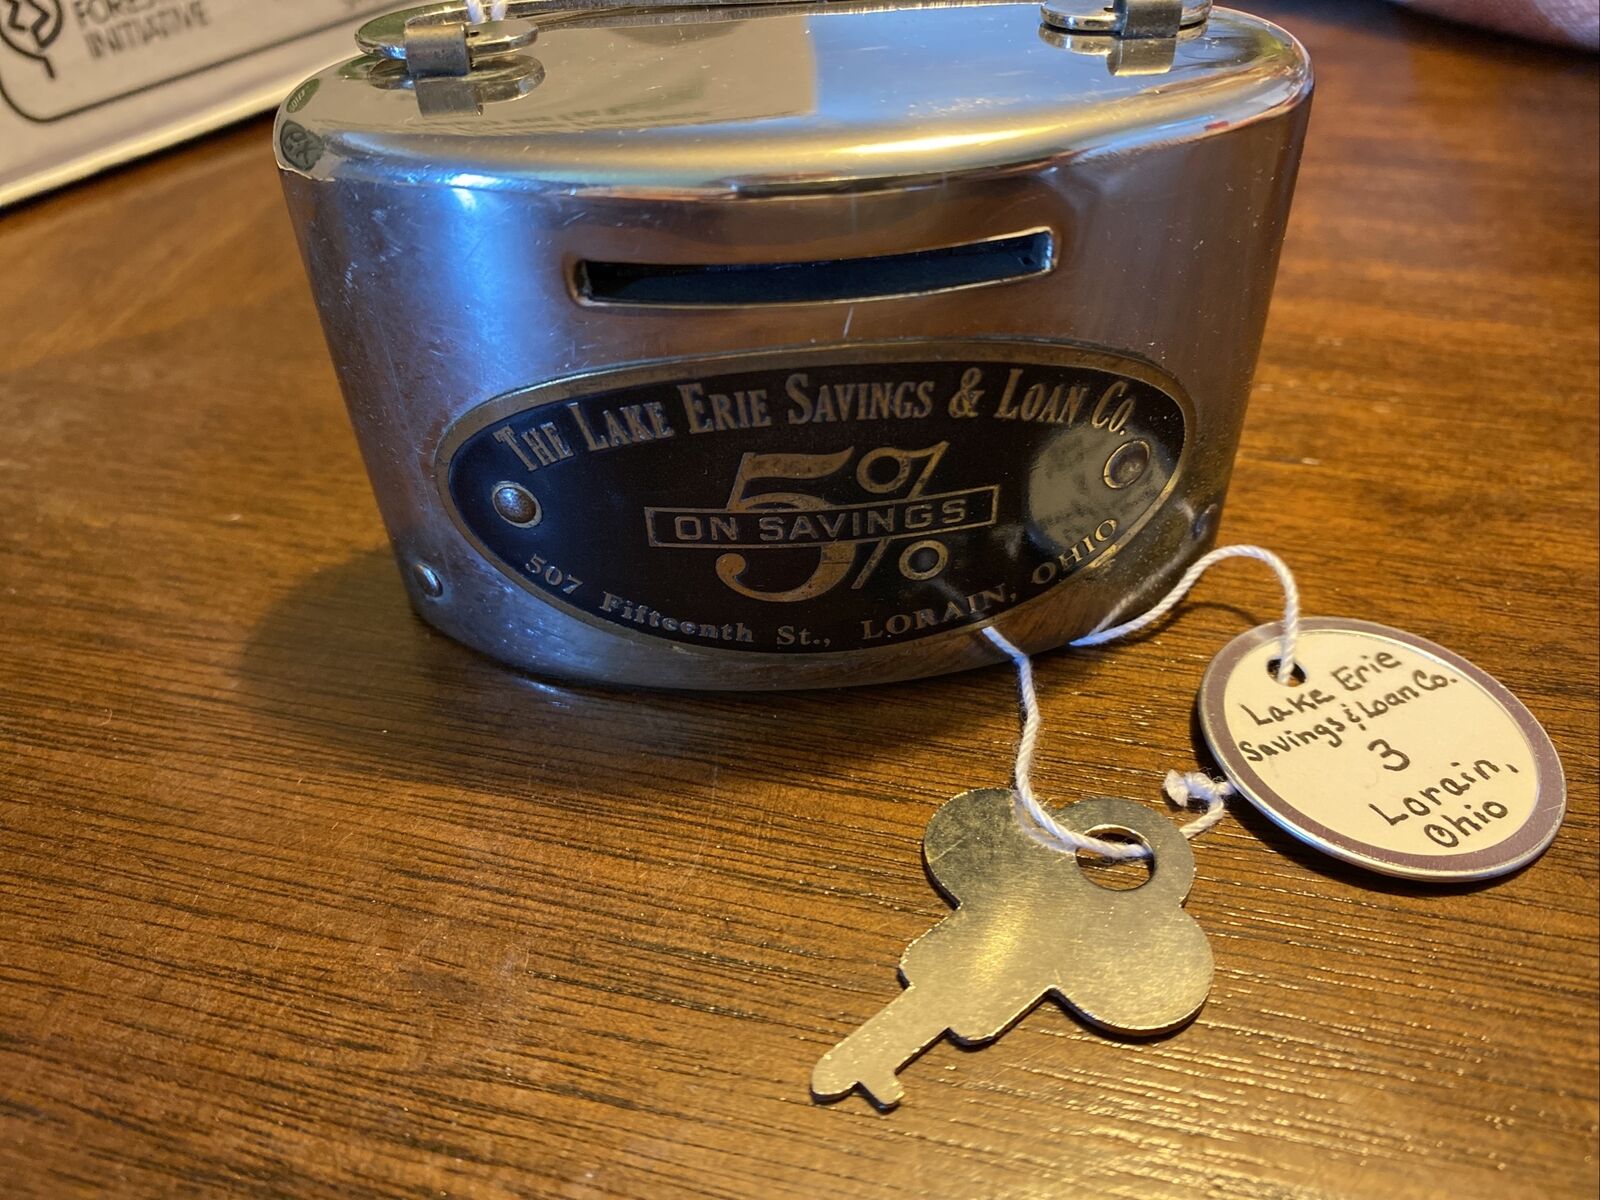 INITIATIVE
THE LAKE ERIE SAVINGS & LOAN CO.
5%
ON SAVINGS
507 Fifteenth St., LORAIN, OHIO
Lake Erie
Savings & Loan Co.
3
Lorain,
Ohio